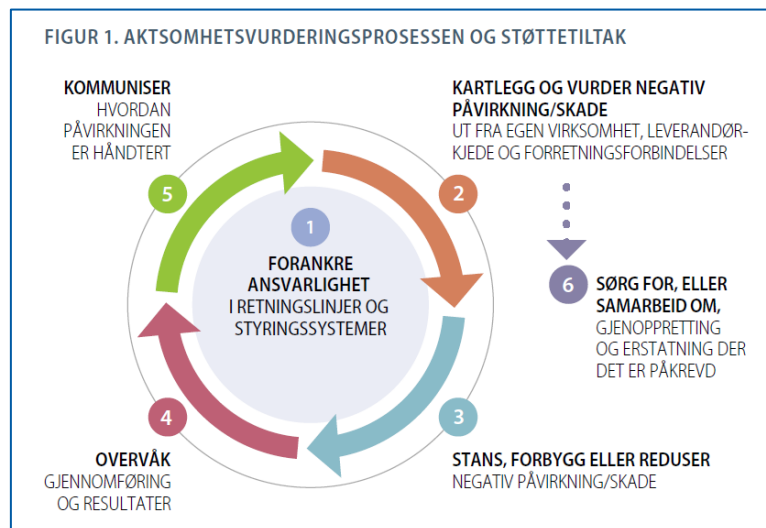 FIGUR 1. AKTSOMHETSVURDERINGSPROSESSEN OG STØTTETILTAK
KOMMUNISER
HVORDAN
PÅVIRKNINGEN
ER HÅNDTERT
5
KARTLEGG OG VURDER NEGATIV
PÅVIRKNING/SKADE
UT FRA EGEN VIRKSOMHET, LEVERANDØR-
KJEDE OG FORRETNINGSFORBINDELSER
2
1
FORANKRE
ANSVARLIGHET
I RETNINGSLINJER OG
STYRINGSSYSTEMER
6
SØRG FOR, ELLER
SAMARBEID OM,
GJENOPPRETTING
OG ERSTATNING DER
DET ER PÅKREVD
4
OVERVÅK
GJENNOMFØRING
OG RESULTATER
3
STANS, FORBYGG ELLER REDUSER
NEGATIV PÅVIRKNING/SKADE